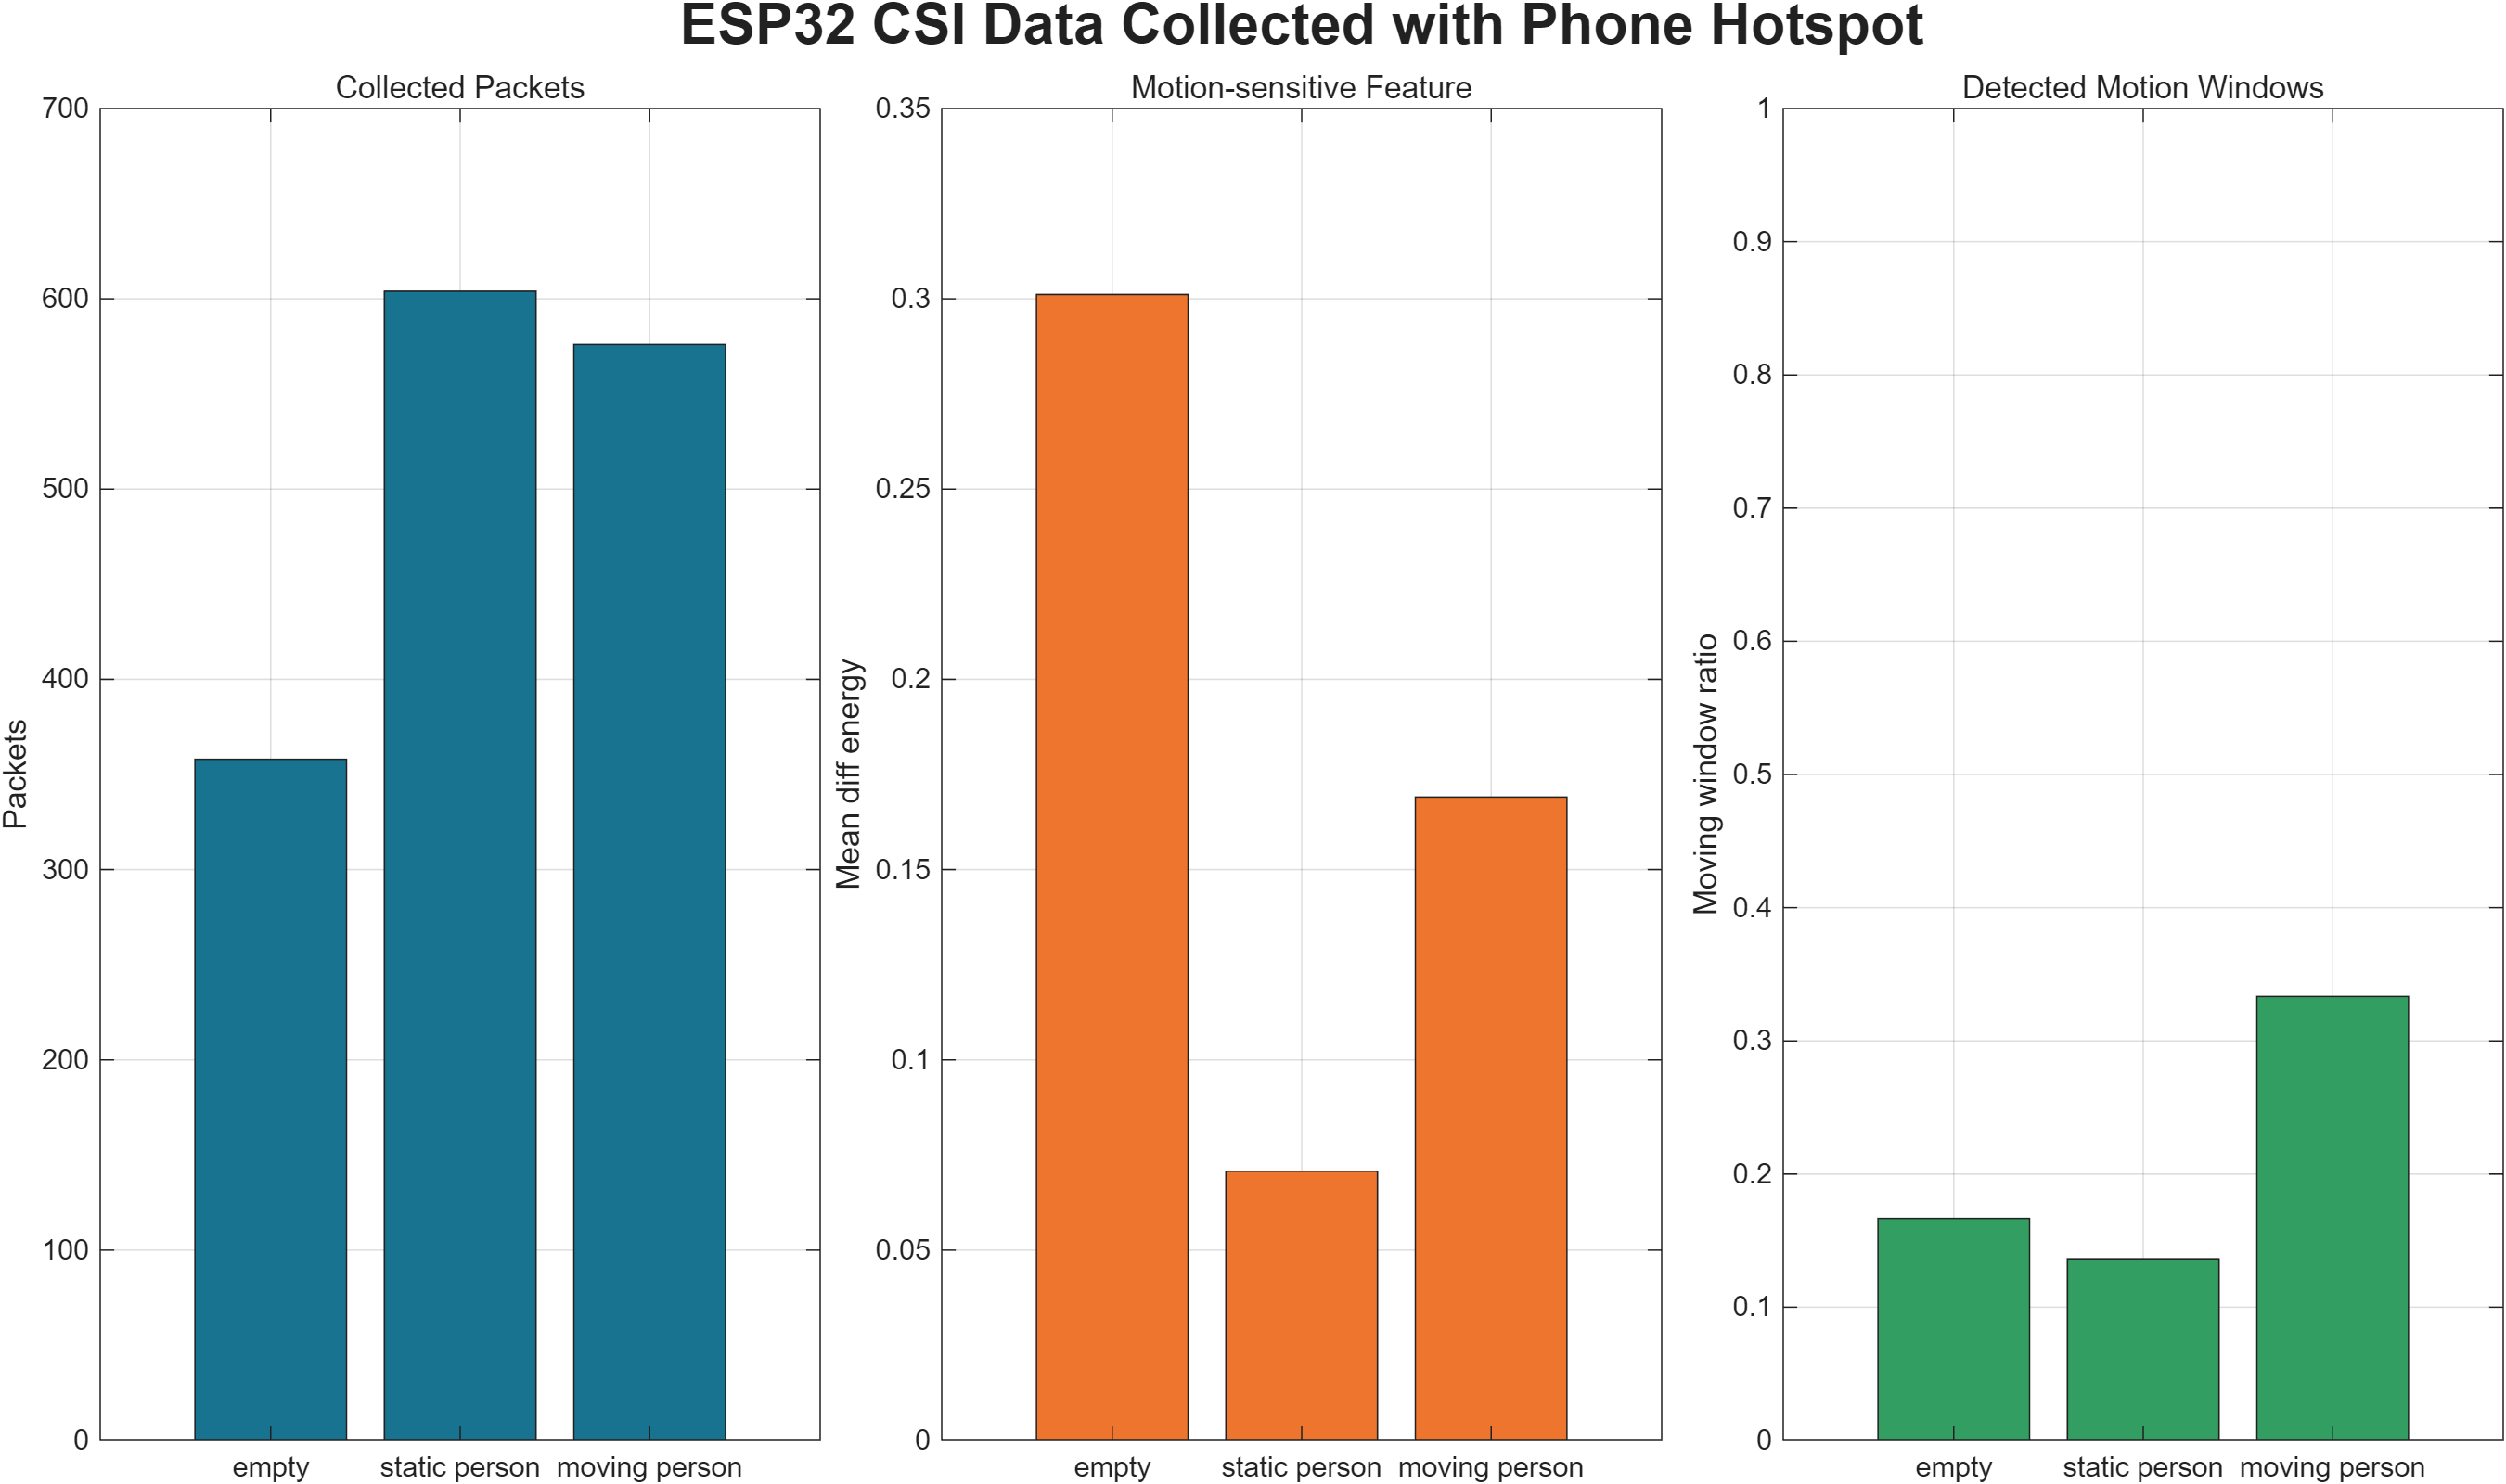 ESP32 CSI Data Collected with Phone Hotspot
Collected Packets
Packets
700
600
500
400
300
200
100
0
empty
static person
moving person
Motion-sensitive Feature
Mean diff energy
0.35
0.3
0.25
0.2
0.15
0.1
0.05
0
empty
static person
moving person
Detected Motion Windows
Moving window ratio
1
0.9
0.8
0.7
0.6
0.5
0.4
0.3
0.2
0.1
0
empty
static person
moving person